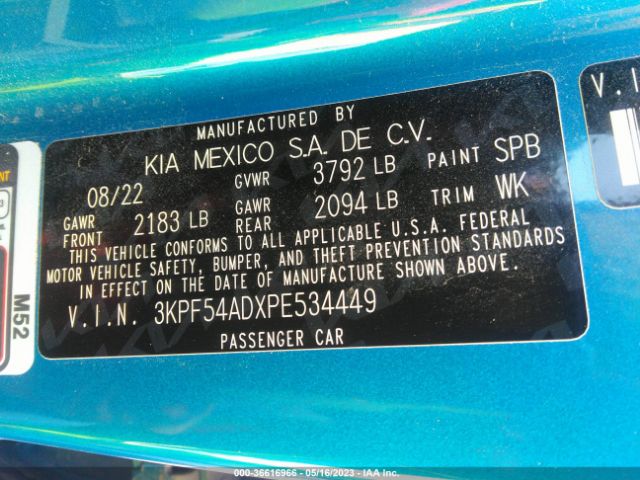 MANUFACTURED BY
KIA MEXICO S.A. DE C.V.
08/22 GVWR 3792 LB PAINT SPB
GAWR FRONT 2183 LB GAWR REAR 2094 LB TRIM WK
THIS VEHICLE CONFORMS TO ALL APPLICABLE U.S.A. FEDERAL
MOTOR VEHICLE SAFETY, BUMPER, AND THEFT PREVENTION STANDARDS
IN EFFECT ON THE DATE OF MANUFACTURE SHOWN ABOVE.
V.I.N. 3KPF54ADXPE534449
PASSENGER CAR
M52
V.I
000-36616966 - 05/16/2023 - IAA Inc.